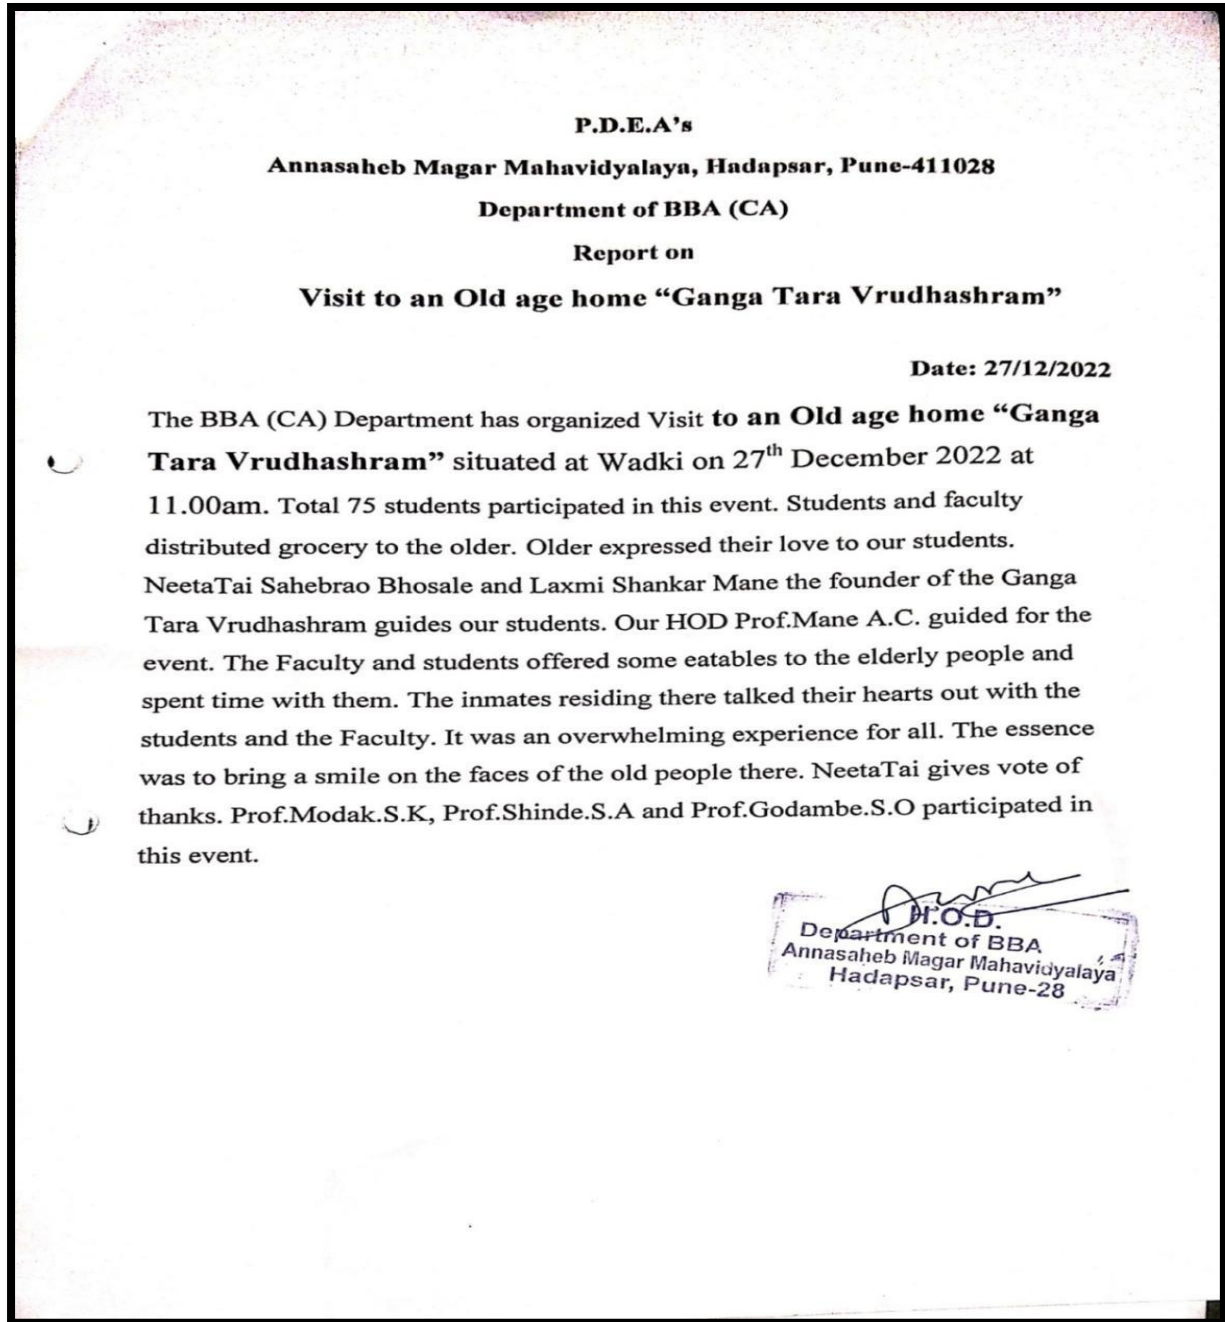 P.D.E.A's
Annasaheb Magar Mahavidyalaya, Hadapsar, Pune-411028
Department of BBA (CA)
Report on
Visit to an Old age home “Ganga Tara Vrudhashram”
Date: 27/12/2022
The BBA (CA) Department has organized Visit to an Old age home “Ganga
Tara Vrudhashram” situated at Wadki on 27th December 2022 at
11.00am. Total 75 students participated in this event. Students and faculty
distributed grocery to the older. Older expressed their love to our students.
NeetaTai Sahebrao Bhosale and Laxmi Shankar Mane the founder of the Ganga
Tara Vrudhashram guides our students. Our HOD Prof.Mane A.C. guided for the
event. The Faculty and students offered some eatables to the elderly people and
spent time with them. The inmates residing there talked their hearts out with the
students and the Faculty. It was an overwhelming experience for all. The essence
was to bring a smile on the faces of the old people there. NeetaTai gives vote of
thanks. Prof.Modak.S.K, Prof.Shinde.S.A and Prof.Godambe.S.O participated in
this event.
H.O.D.
Department of BBA
Annasaheb Magar Mahavidyalaya
Hadapsar, Pune-28